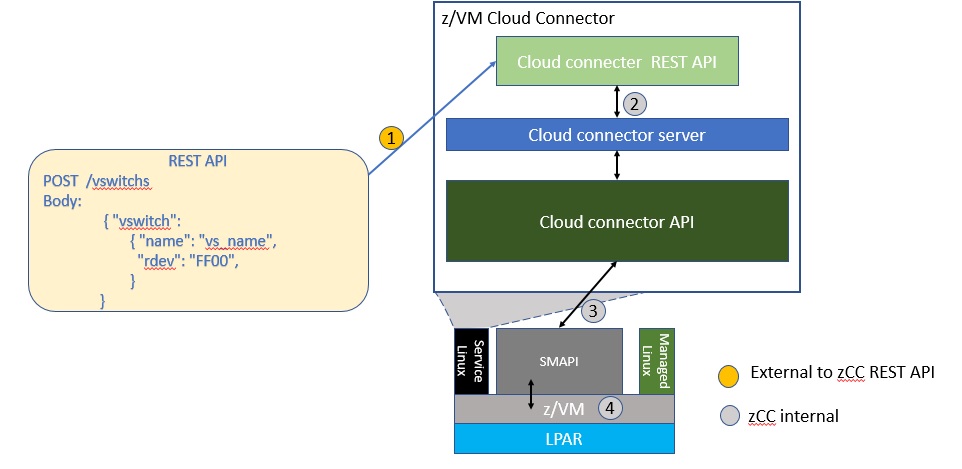 z/VM Cloud Connector
Cloud connecter REST API
2
1
Cloud connector server
REST API
POST /vswitchs
Body:
{ "vswitch":
{ "name": "vs_name",
"rdev": "FF00",
}
}
Cloud connector API
3
Service
Linux
SMAPI
Managed
Linux
z/VM
4
LPAR
External to zCC REST API
zCC internal